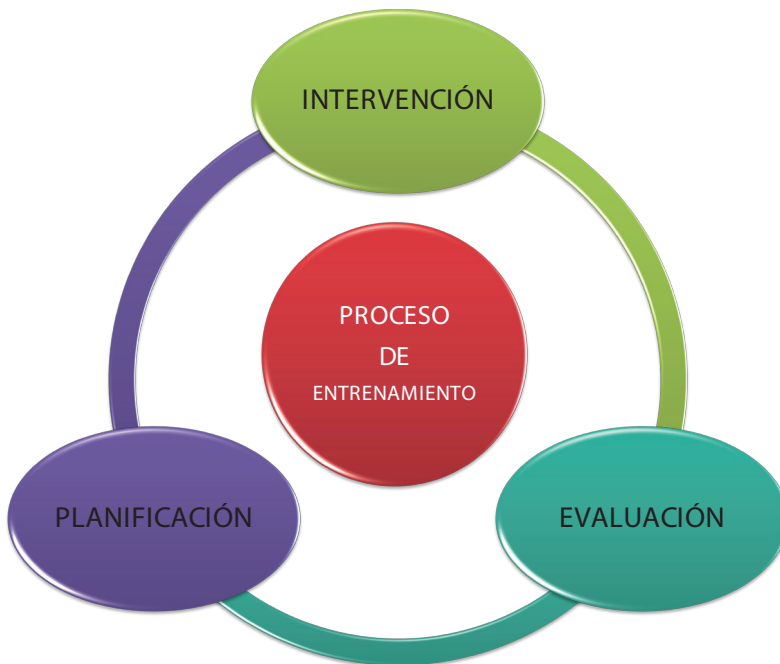 INTERVENCIÓN
PROCESO
DE
ENTRENAMIENTO
PLANIFICACIÓN
EVALUACIÓN